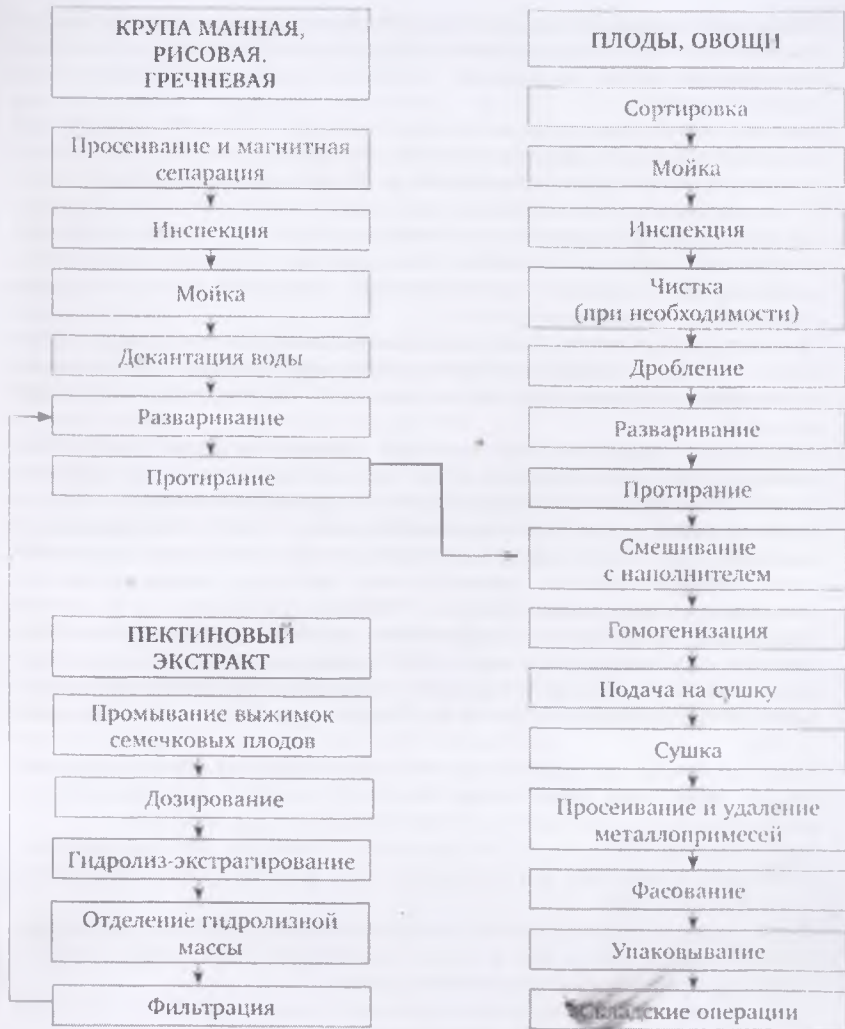 КРУПА МАННАЯ,
РИСОВАЯ.
ГРЕЧНЕВАЯ
Просеивание и магнитная
сепарация
Инспекция
Мойка
Декантация воды
Разваривание
Протирание
ПЕКТИНОВЫЙ
ЭКСТРАКТ
Промывание выжимок
семечковых плодов
Дозирование
Гидролиз-экстрагирование
Отделение гидролизной
массы
Фильтрация
ПЛОДЫ, ОВОЩИ
Сортировка
Мойка
Инспекция
Чистка
(при необходимости)
Дробление
Разваривание
Протирание
Смешивание
с наполнителем
Гомогенизация
Подача на сушку
Сушка
Просеивание и удаление
металлопримесей
Фасование
Упаковывание
Складские операции